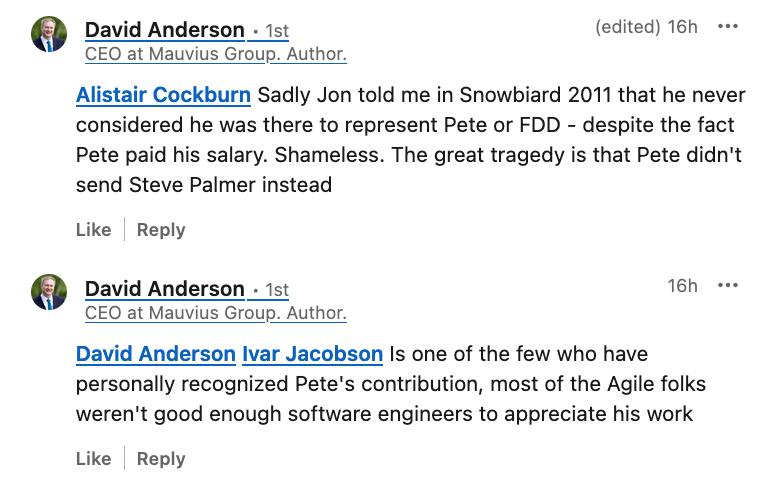 David Anderson • 1st
(edited) 16h •••
CEO at Mauvius Group. Author.
Alistair Cockburn Sadly Jon told me in Snowbiard 2011 that he never
considered he was there to represent Pete or FDD - despite the fact
Pete paid his salary. Shameless. The great tragedy is that Pete didn't
send Steve Palmer instead
Like | Reply
David Anderson • 1st
16h •••
CEO at Mauvius Group. Author.
David Anderson Ivar Jacobson Is one of the few who have
personally recognized Pete's contribution, most of the Agile folks
weren't good enough software engineers to appreciate his work
Like | Reply